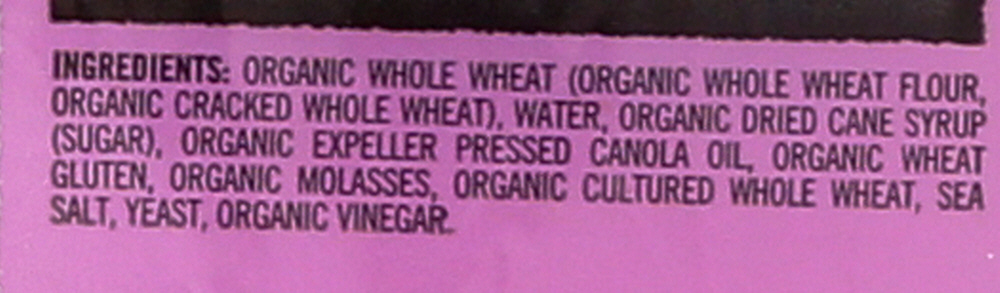 INGREDIENTS: ORGANIC WHOLE WHEAT (ORGANIC WHOLE WHEAT FLOUR,
ORGANIC CRACKED WHOLE WHEAT), WATER, ORGANIC DRIED CANE SYRUP
(SUGAR), ORGANIC EXPELLER PRESSED CANOLA OIL, ORGANIC WHEAT
GLUTEN, ORGANIC MOLASSES, ORGANIC CULTURED WHOLE WHEAT, SEA
SALT, YEAST, ORGANIC VINEGAR.